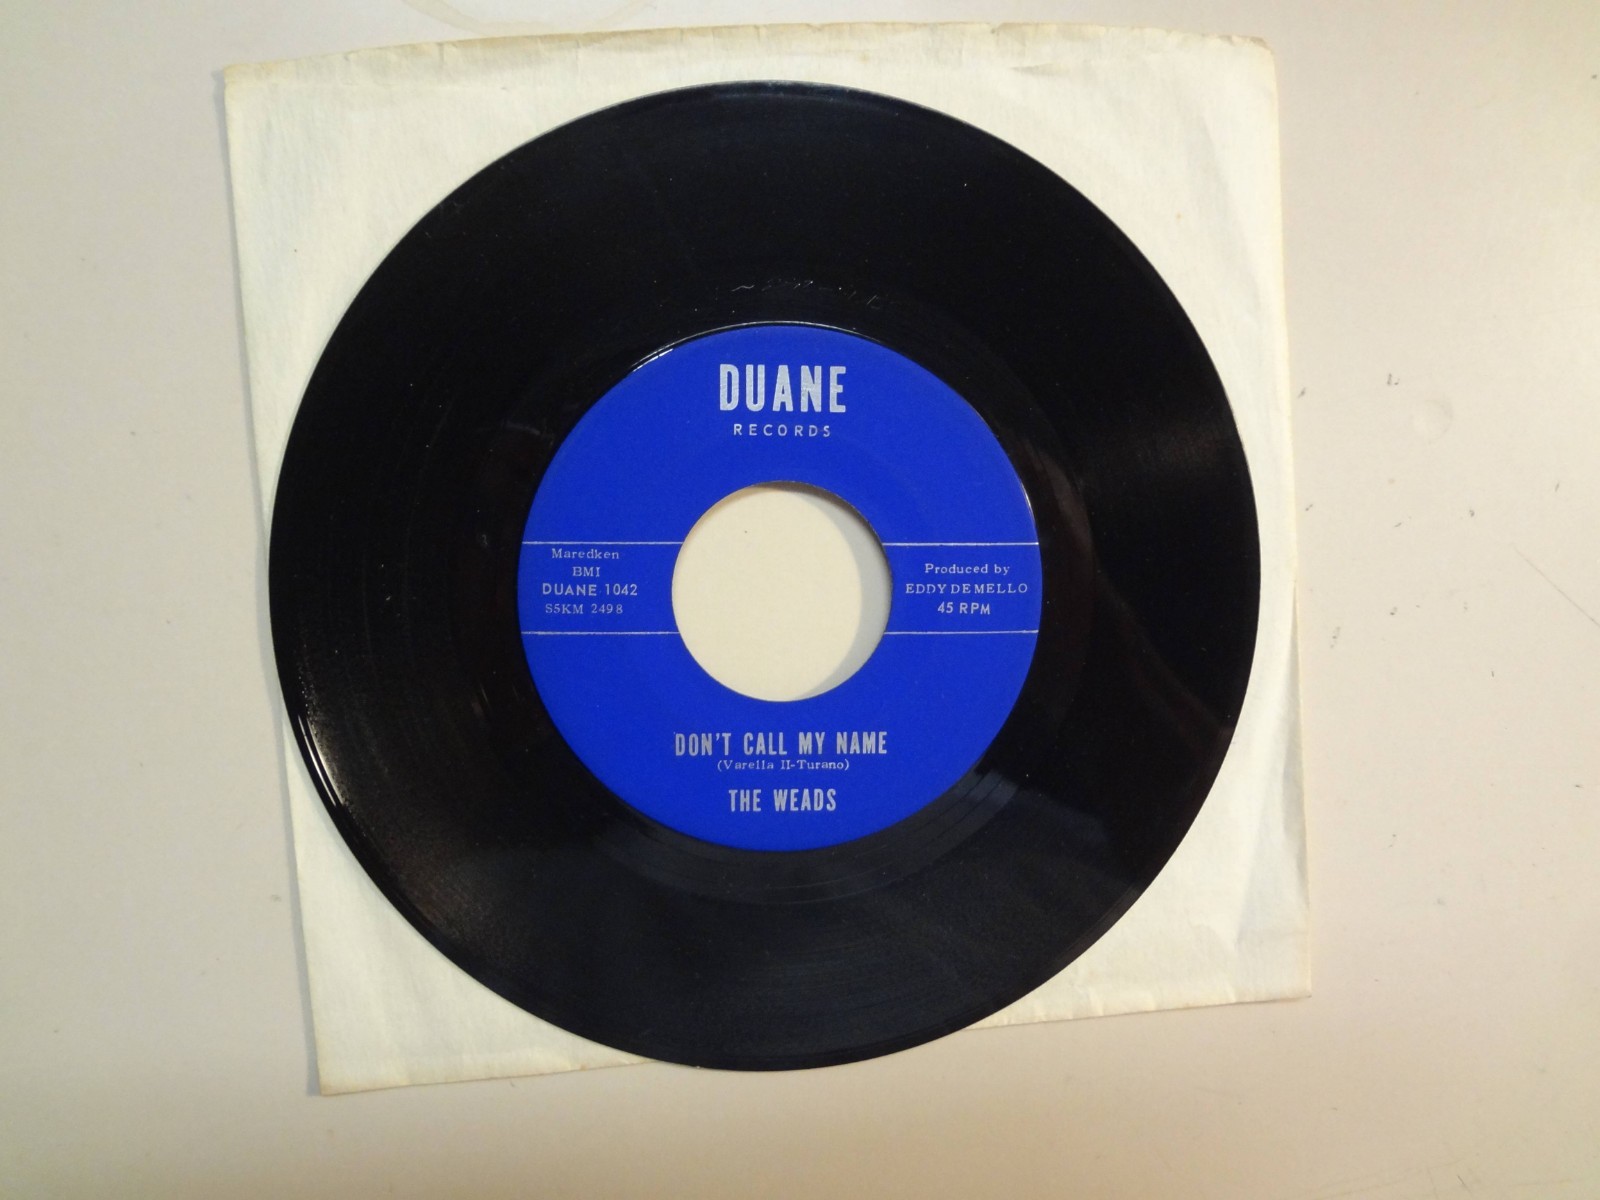 DUANE
RECORDS
Maredken
BMI
DUANE 1042
S5KM 2498
Produced by
EDDY DEMELLO
45 RPM
DON'T CALL MY NAME
(Varella II-Turano)
THE WEADS